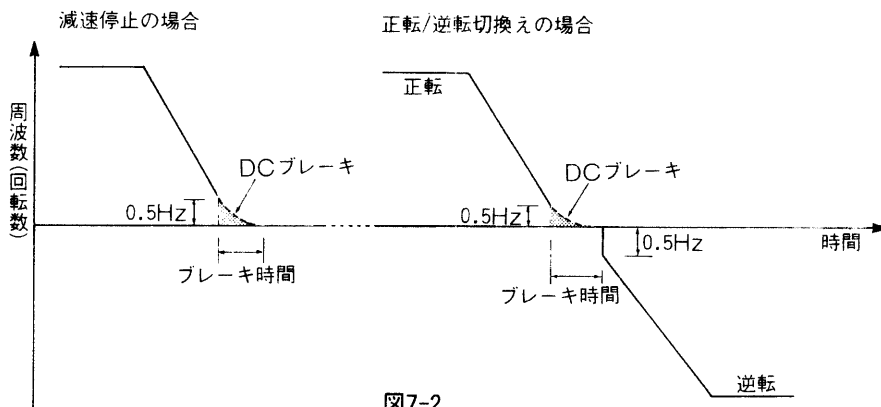 減速停止の場合
正転/逆転切換えの場合
周波数(回転数)
DCブレーキ
0.5Hz
ブレーキ時間
正転
DCブレーキ
0.5Hz
0.5Hz
時間
ブレーキ時間
逆転
図7-2